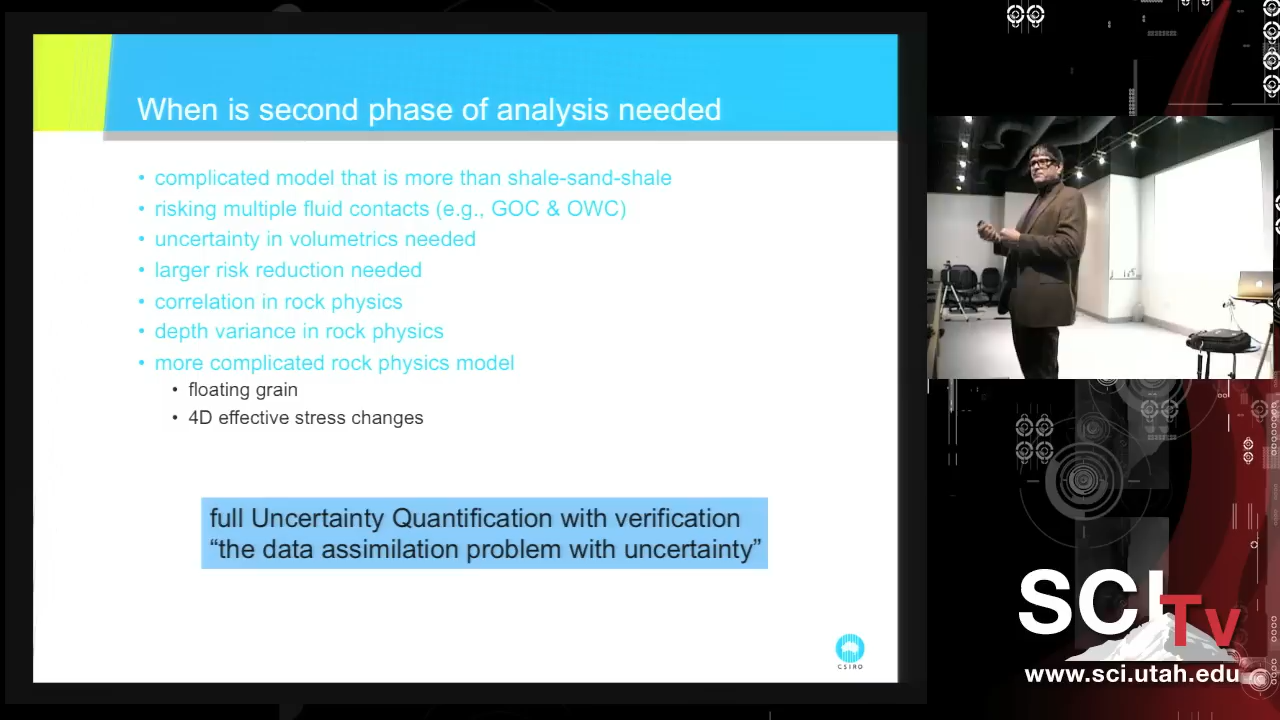 When is second phase of analysis needed
• complicated model that is more than shale-sand-shale
• risking multiple fluid contacts (e.g., GOC & OWC)
• uncertainty in volumetrics needed
• larger risk reduction needed
• correlation in rock physics
• depth variance in rock physics
• more complicated rock physics model
• floating grain
• 4D effective stress changes
full Uncertainty Quantification with verification
“the data assimilation problem with uncertainty”
CSIRO
SCI
Tv
www.sci.utah.edu